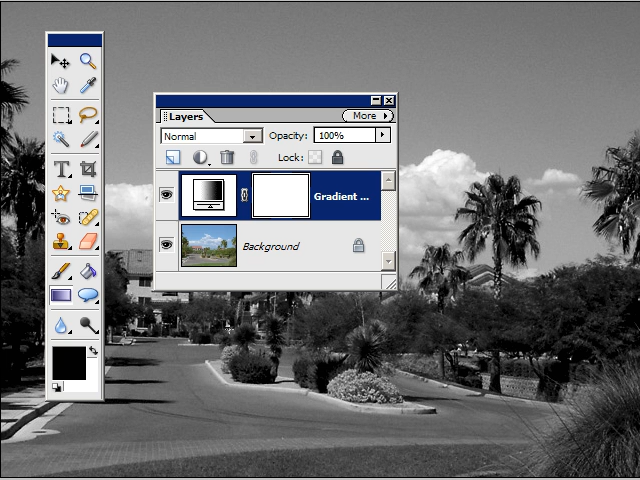 Layers
More
Normal
Opacity: 100%
Lock:
Gradient ...
Background